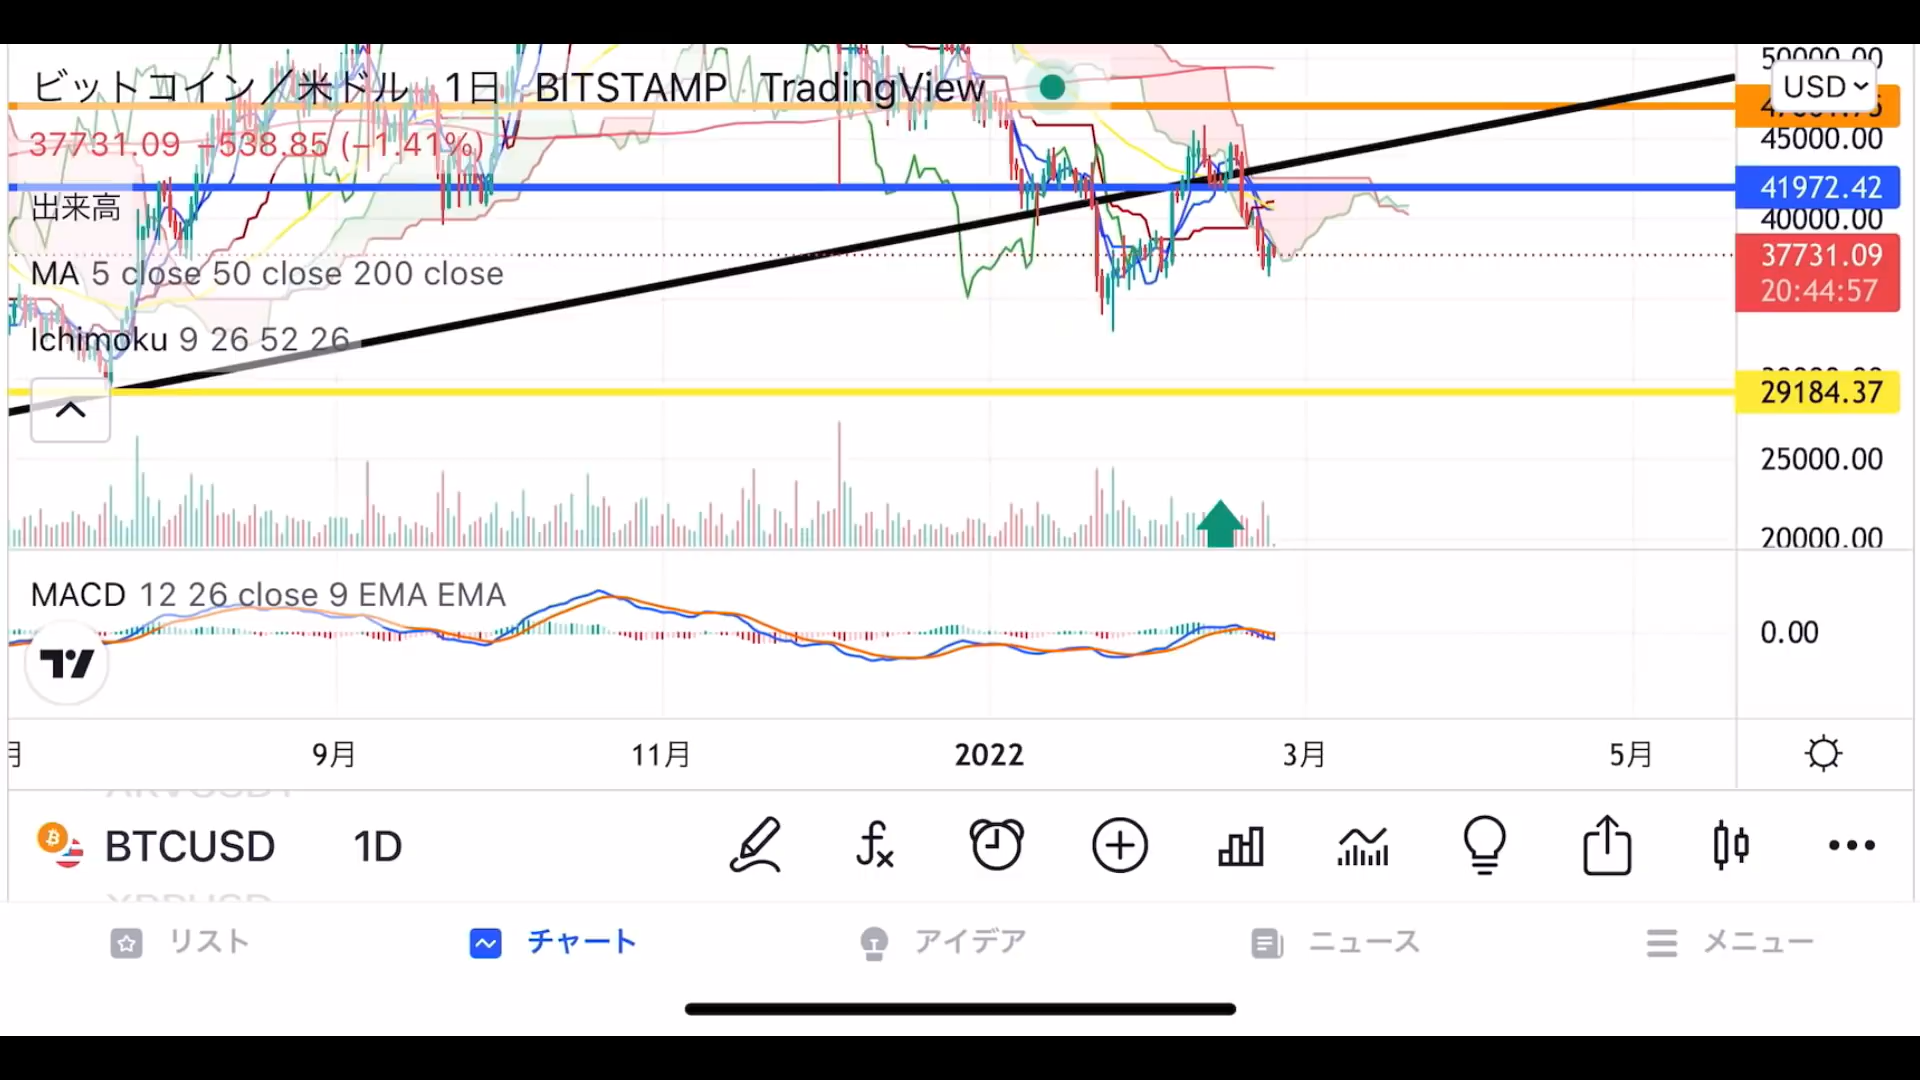 ビットコイン／米ドル · 1日 · BITSTAMP · TradingView
37731.09 −538.85 (−1.41%)
出来高
MA 5 close 50 close 200 close
Ichimoku 9 26 52 26
50000.00
USD
45000.00
41972.42
40000.00
37731.09
20:44:57
29184.37
25000.00
20000.00
MACD 12 26 close 9 EMA EMA
0.00
月 9月 11月 2022 3月 5月
BTCUSD 1D
XRPUSD
リスト チャート アイデア ニュース メニュー